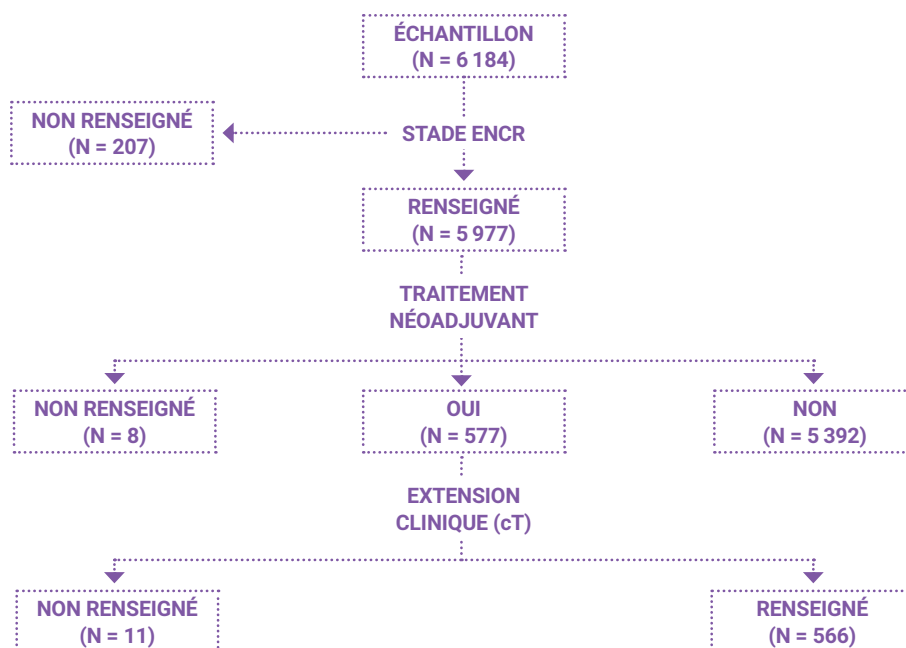 ÉCHANTILLON
(N = 6 184)
NON RENSEIGNÉ
(N = 207)
STADE ENCR
RENSEIGNÉ
(N = 5 977)
TRAITEMENT
NÉOADJUVANT
NON RENSEIGNÉ
(N = 8)
OUI
(N = 577)
NON
(N = 5 392)
EXTENSION
CLINIQUE (cT)
NON RENSEIGNÉ
(N = 11)
RENSEIGNÉ
(N = 566)